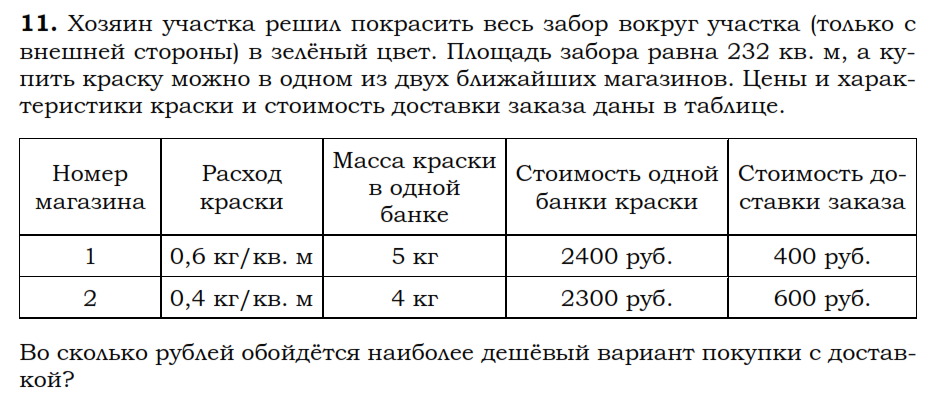 11. Хозяин участка решил покрасить весь забор вокруг участка (только с
внешней стороны) в зелёный цвет. Площадь забора равна 232 кв. м, а ку-
пить краску можно в одном из двух ближайших магазинов. Цены и харак-
теристики краски и стоимость доставки заказа даны в таблице.
Номер магазина | Расход краски | Масса краски в одной банке | Стоимость одной банки краски | Стоимость до-ставки заказа
1 | 0,6 кг/кв. м | 5 кг | 2400 руб. | 400 руб.
2 | 0,4 кг/кв. м | 4 кг | 2300 руб. | 600 руб.
Во сколько рублей обойдётся наиболее дешёвый вариант покупки с достав-
кой?